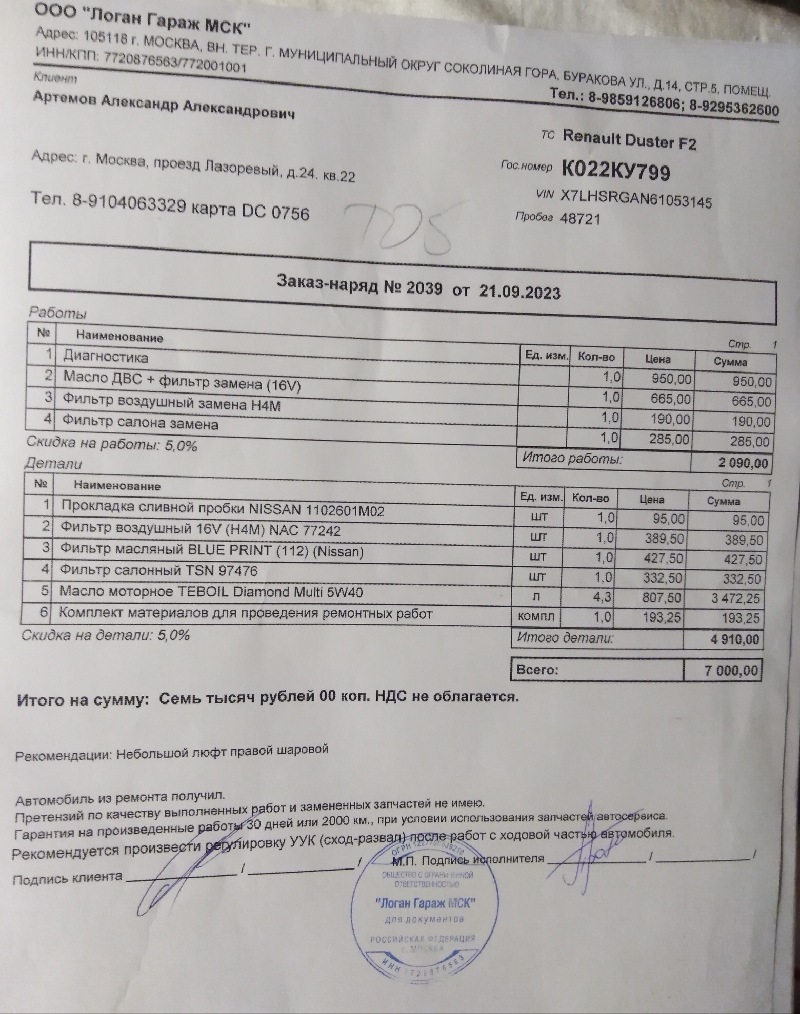 ООО "Логан Гараж МСК"
Адрес: 105118 г. МОСКВА, ВН. ТЕР. Г. МУНИЦИПАЛЬНЫЙ ОКРУГ СОКОЛИНАЯ ГОРА, БУРАКОВА УЛ., Д.14, СТР.5, ПОМЕЩ.
ИНН/КПП: 7720876563/772001001
Тел.: 8-9859126806; 8-9295362600
Клиент
Артемов Александр Александрович
ТС Renault Duster F2
Адрес: г. Москва, проезд Лазоревый, д.24. кв.22
Гос.номер К022КУ799
VIN X7LHSRGAN61053145
Тел. 8-9104063329 карта DC 0756
Пробег 48721
Заказ-наряд № 2039 от 21.09.2023
Работы
Стр. 1
№ Наименование Ед. изм. Кол-во Цена Сумма
1 Диагностика 1,0 950,00 950,00
2 Масло ДВС + фильтр замена (16V) 1,0 665,00 665,00
3 Фильтр воздушный замена H4M 1,0 190,00 190,00
4 Фильтр салона замена 1,0 285,00 285,00
Скидка на работы: 5,0% Итого работы: 2 090,00
Детали
Стр. 1
№ Наименование Ед. изм. Кол-во Цена Сумма
1 Прокладка сливной пробки NISSAN 1102601M02 шт 1,0 95,00 95,00
2 Фильтр воздушный 16V (H4M) NAC 77242 шт 1,0 389,50 389,50
3 Фильтр масляный BLUE PRINT (112) (Nissan) шт 1,0 427,50 427,50
4 Фильтр салонный TSN 97476 шт 1,0 332,50 332,50
5 Масло моторное TEBOIL Diamond Multi 5W40 л 4,3 807,50 3 472,25
6 Комплект материалов для проведения ремонтных работ компл 1,0 193,25 193,25
Скидка на детали: 5,0% Итого детали: 4 910,00
Всего: 7 000,00
Итого на сумму: Семь тысяч рублей 00 коп. НДС не облагается.
Рекомендации: Небольшой люфт правой шаровой
Автомобиль из ремонта получил.
Претензий по качеству выполненных работ и замененных запчастей не имею.
Гарантия на произведенные работы 30 дней или 2000 км., при условии использования запчастей автосервиса.
Рекомендуется произвести регулировку УУК (сход-развал) после работ с ходовой частью автомобиля.
Подпись клиента / / М.П. Подпись исполнителя / /
ОБЩЕСТВО С ОГРАНИЧЕННОЙ
ОТВЕТСТВЕННОСТЬЮ
"Логан Гараж МСК"
для документов
РОССИЙСКАЯ ФЕДЕРАЦИЯ
г. МОСКВА